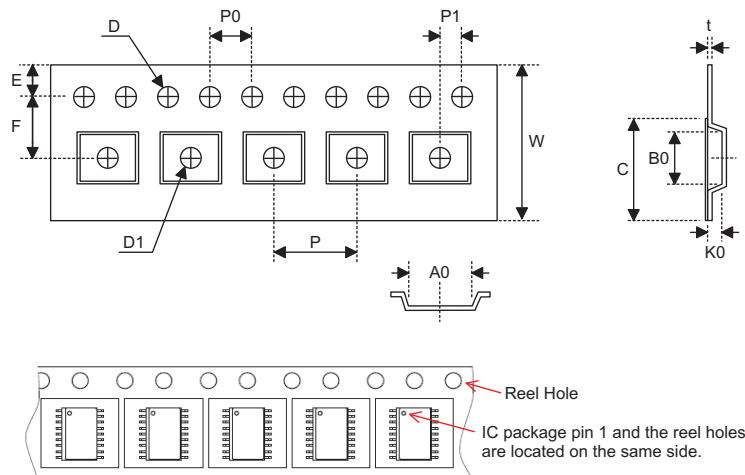 D
P0
P1
t
E
F
W
C
B0
D1
P
A0
K0
Reel Hole
IC package pin 1 and the reel holes
are located on the same side.